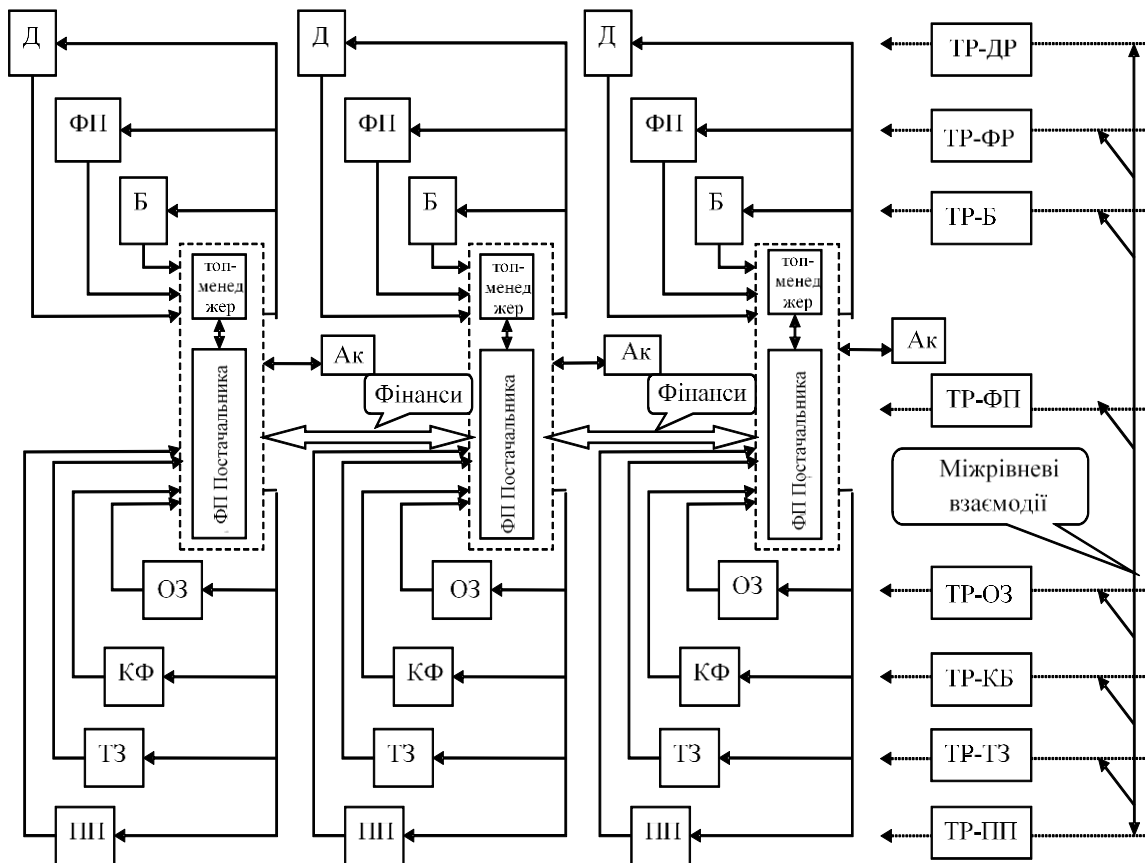 Д
Д
Д
ТР-ДР
ФП
ФП
ФП
ТР-ФР
Б
Б
Б
ТР-Б
топ-
менед
жер
топ-
менед
жер
топ-
менед
жер
Ак
Ак
Ак
Фінанси
Фінанси
ТР-ФП
ФП Постачальника
ФП Постачальника
ФП Постачальника
Міжрівневі
взаємодії
ОЗ
ОЗ
ОЗ
ТР-ОЗ
КФ
КФ
КФ
ТР-КБ
ТЗ
ТЗ
ТЗ
ТР-ТЗ
ПП
ПП
ПП
ТР-ПП